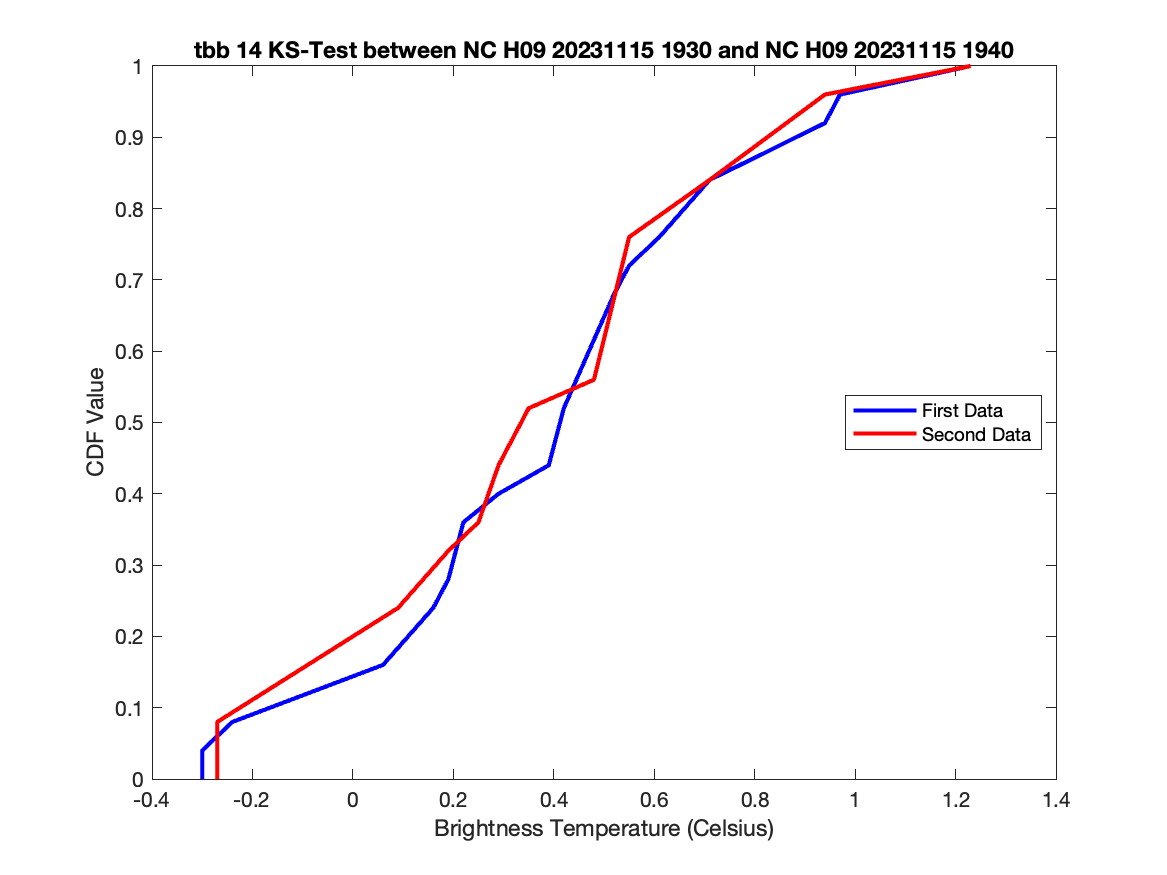 tbb 14 KS-Test between NC H09 20231115 1930 and NC H09 20231115 1940
1
0.9
0.8
0.7
0.6
0.5
0.4
0.3
0.2
0.1
0
CDF Value
First Data
Second Data
-0.4 -0.2 0 0.2 0.4 0.6 0.8 1 1.2 1.4
Brightness Temperature (Celsius)